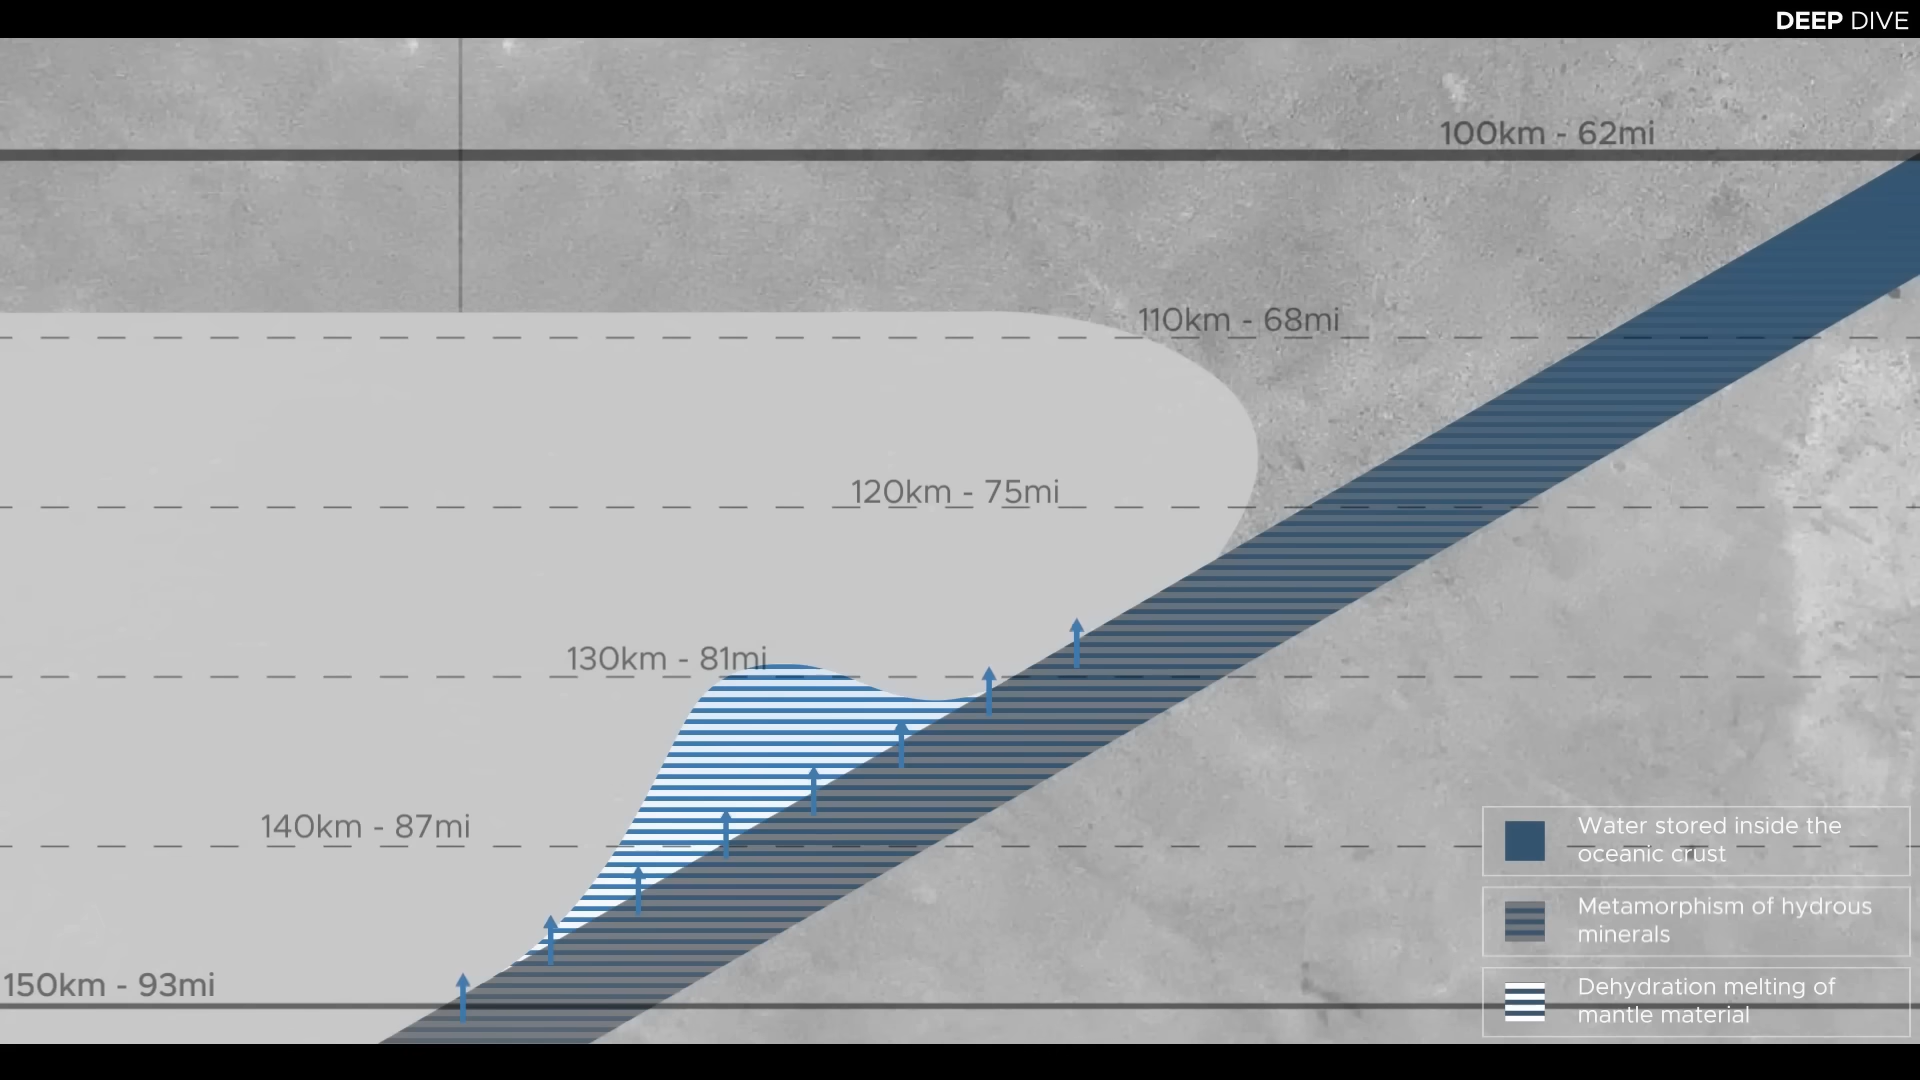 DEEP DIVE
100km - 62mi
110km - 68mi
120km - 75mi
130km - 81mi
140km - 87mi
150km - 93mi
Water stored inside the
oceanic crust
Metamorphism of hydrous
minerals
Dehydration melting of
mantle material